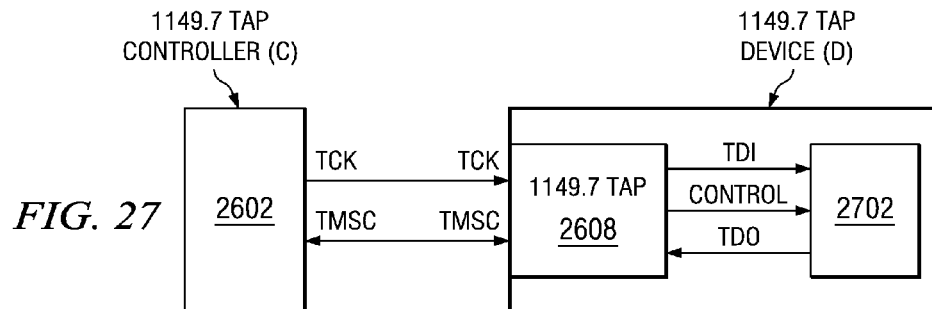 1149.7 TAP
CONTROLLER (C)
1149.7 TAP
DEVICE (D)
TCK TCK TDI
1149.7 TAP
CONTROL
FIG. 27 2602 TMSC TMSC 2608 2702
TDO